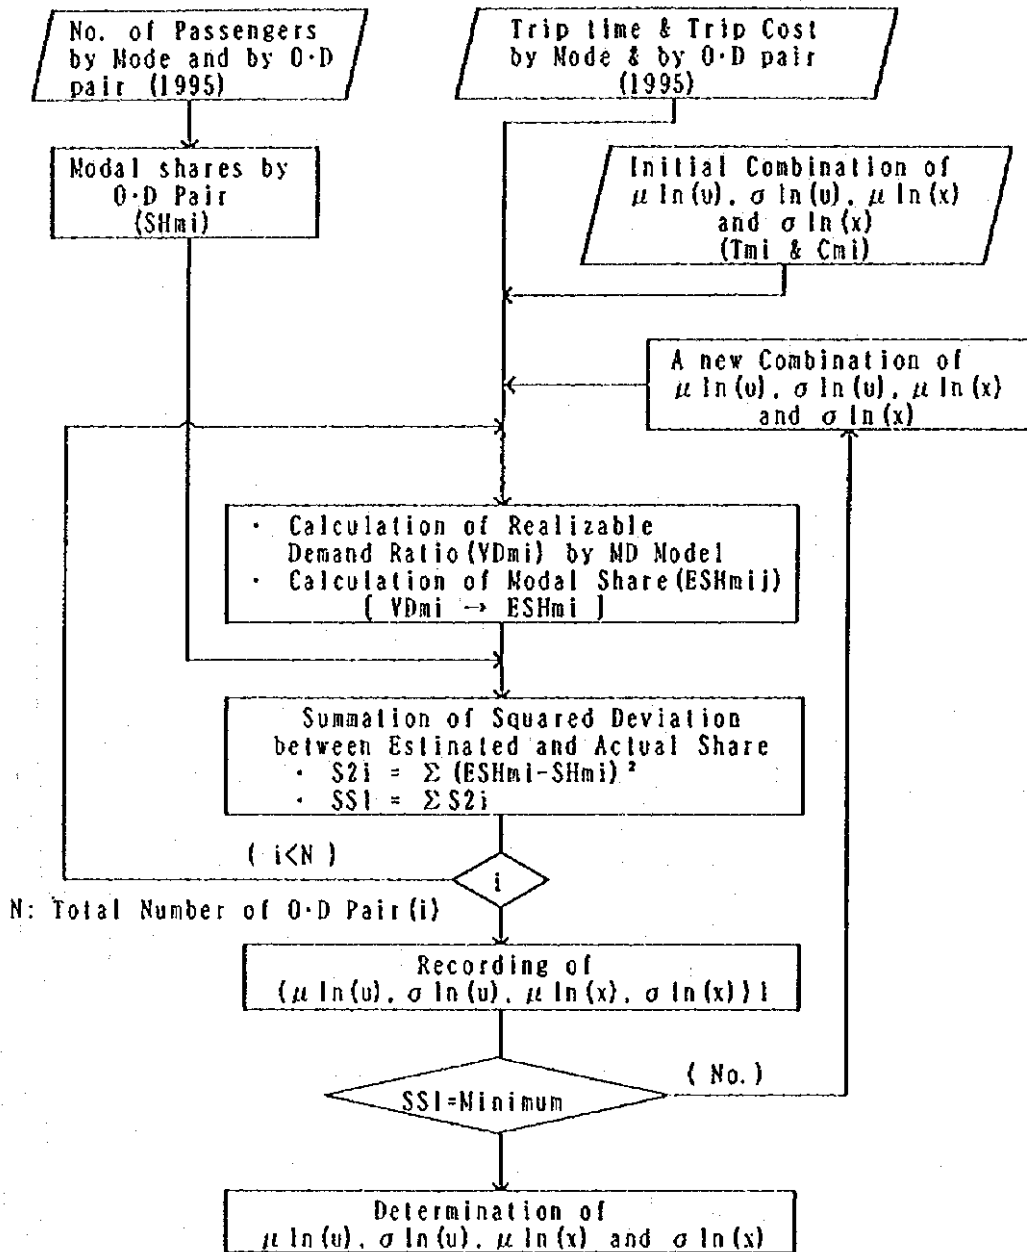 No. of Passengers
by Mode and by O·D
pair (1995)
Trip time & Trip Cost
by Mode & by O·D pair
(1995)
Modal shares by
O·D Pair
(SHmi)
Initial Combination of
μ ln(υ), σ ln(υ), μ ln(x)
and σ ln(x)
(Tmi & Cmi)
A new Combination of
μ ln(υ), σ ln(υ), μ ln(x)
and σ ln(x)
· Calculation of Realizable
Demand Ratio(VDmi) by MD Model
· Calculation of Modal Share(ESHmij)
[ VDmi → ESHmi ]
Summation of Squared Deviation
between Estinated and Actual Share
· S2i = Σ (ESHmi-SHmi)²
· SSl = Σ S2i
( i<N )
i
N: Total Number of O·D Pair(i)
Recording of
(μ ln(υ), σ ln(υ), μ ln(x), σ ln(x)) l
( No.)
SSl=Minimum
Determination of
μ ln(υ), σ ln(υ), μ ln(x) and σ ln(x)